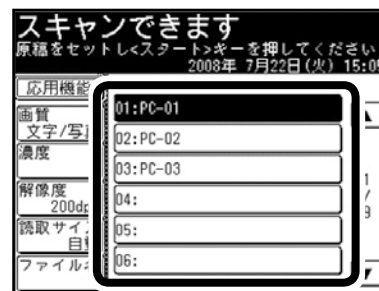 スキャンできます
原稿をセットし<スタート>キーを押してください
2008年 7月22日(火) 15:05
応用機能
画質
文字/写
濃度
解像度
200dp
読取サイ
自動
ファイル
01:PC-01
02:PC-02
03:PC-03
04:
05:
06:
1
/
9